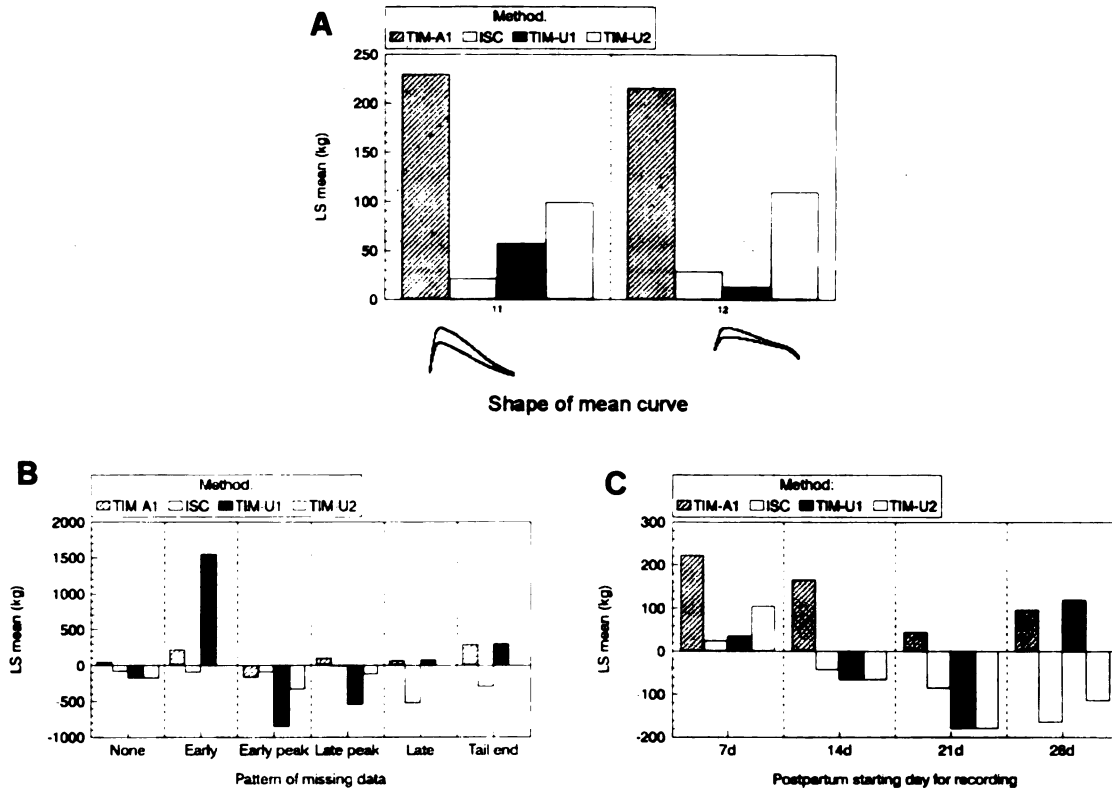 A
Method.
TIM-A1 ISC TIM-U1 TIM-U2
250
200
150
100
50
0
LS mean (kg)
11 12
Shape of mean curve
B
Method.
TIM-A1 ISC TIM-U1 TIM-U2
2000
1500
1000
500
0
-500
-1000
LS mean (kg)
None Early Early peak Late peak Late Tail end
Pattern of missing data
C
Method:
TIM-A1 ISC TIM-U1 TIM-U2
300
200
100
0
-100
-200
LS mean (kg)
7d 14d 21d 28d
Postpartum starting day for recording